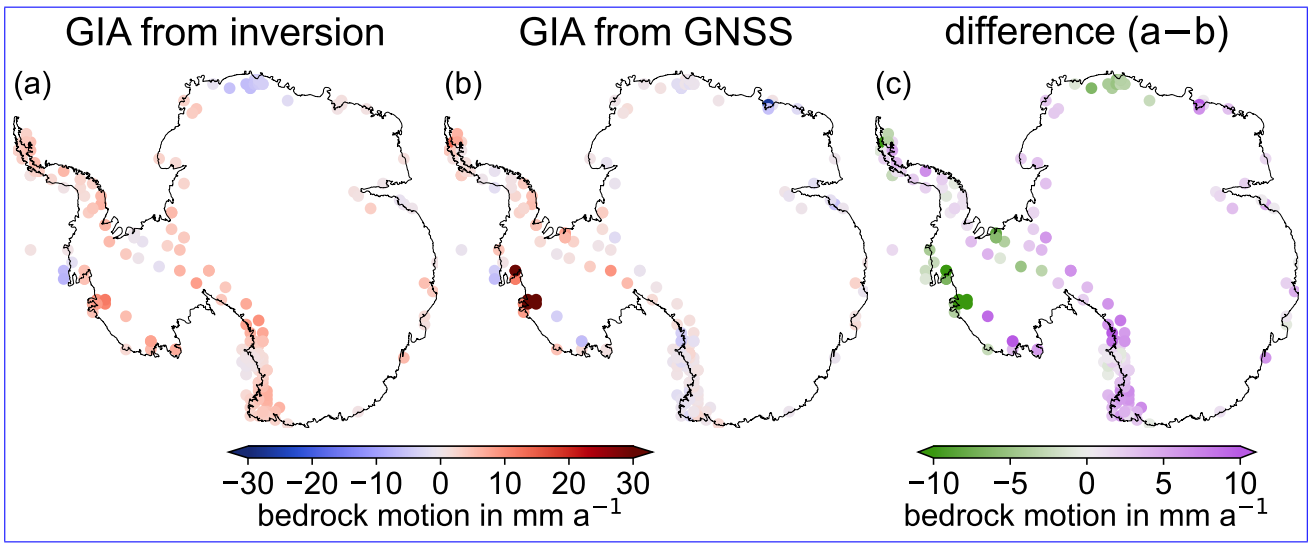 GIA from inversion
GIA from GNSS
difference (a−b)
(a)
(b)
(c)
−30 −20 −10 0 10 20 30
bedrock motion in mm a⁻¹
−10 −5 0 5 10
bedrock motion in mm a⁻¹